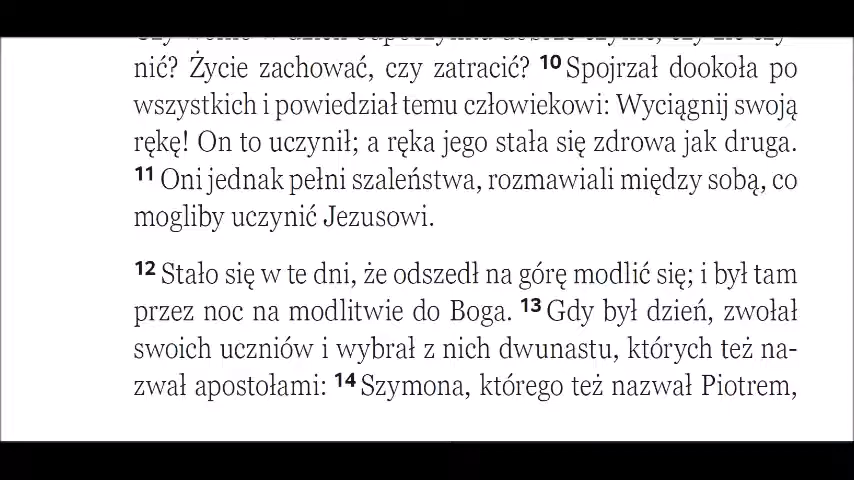 nić? Życie zachować, czy zatracić? 10 Spojrzał dookoła po
wszystkich i powiedział temu człowiekowi: Wyciągnij swoją
rękę! On to uczynił; a ręka jego stała się zdrowa jak druga.
11 Oni jednak pełni szaleństwa, rozmawiali między sobą, co
mogliby uczynić Jezusowi.
12 Stało się w te dni, że odszedł na górę modlić się; i był tam
przez noc na modlitwie do Boga. 13 Gdy był dzień, zwołał
swoich uczniów i wybrał z nich dwunastu, których też na-
zwał apostołami: 14 Szymona, którego też nazwał Piotrem,